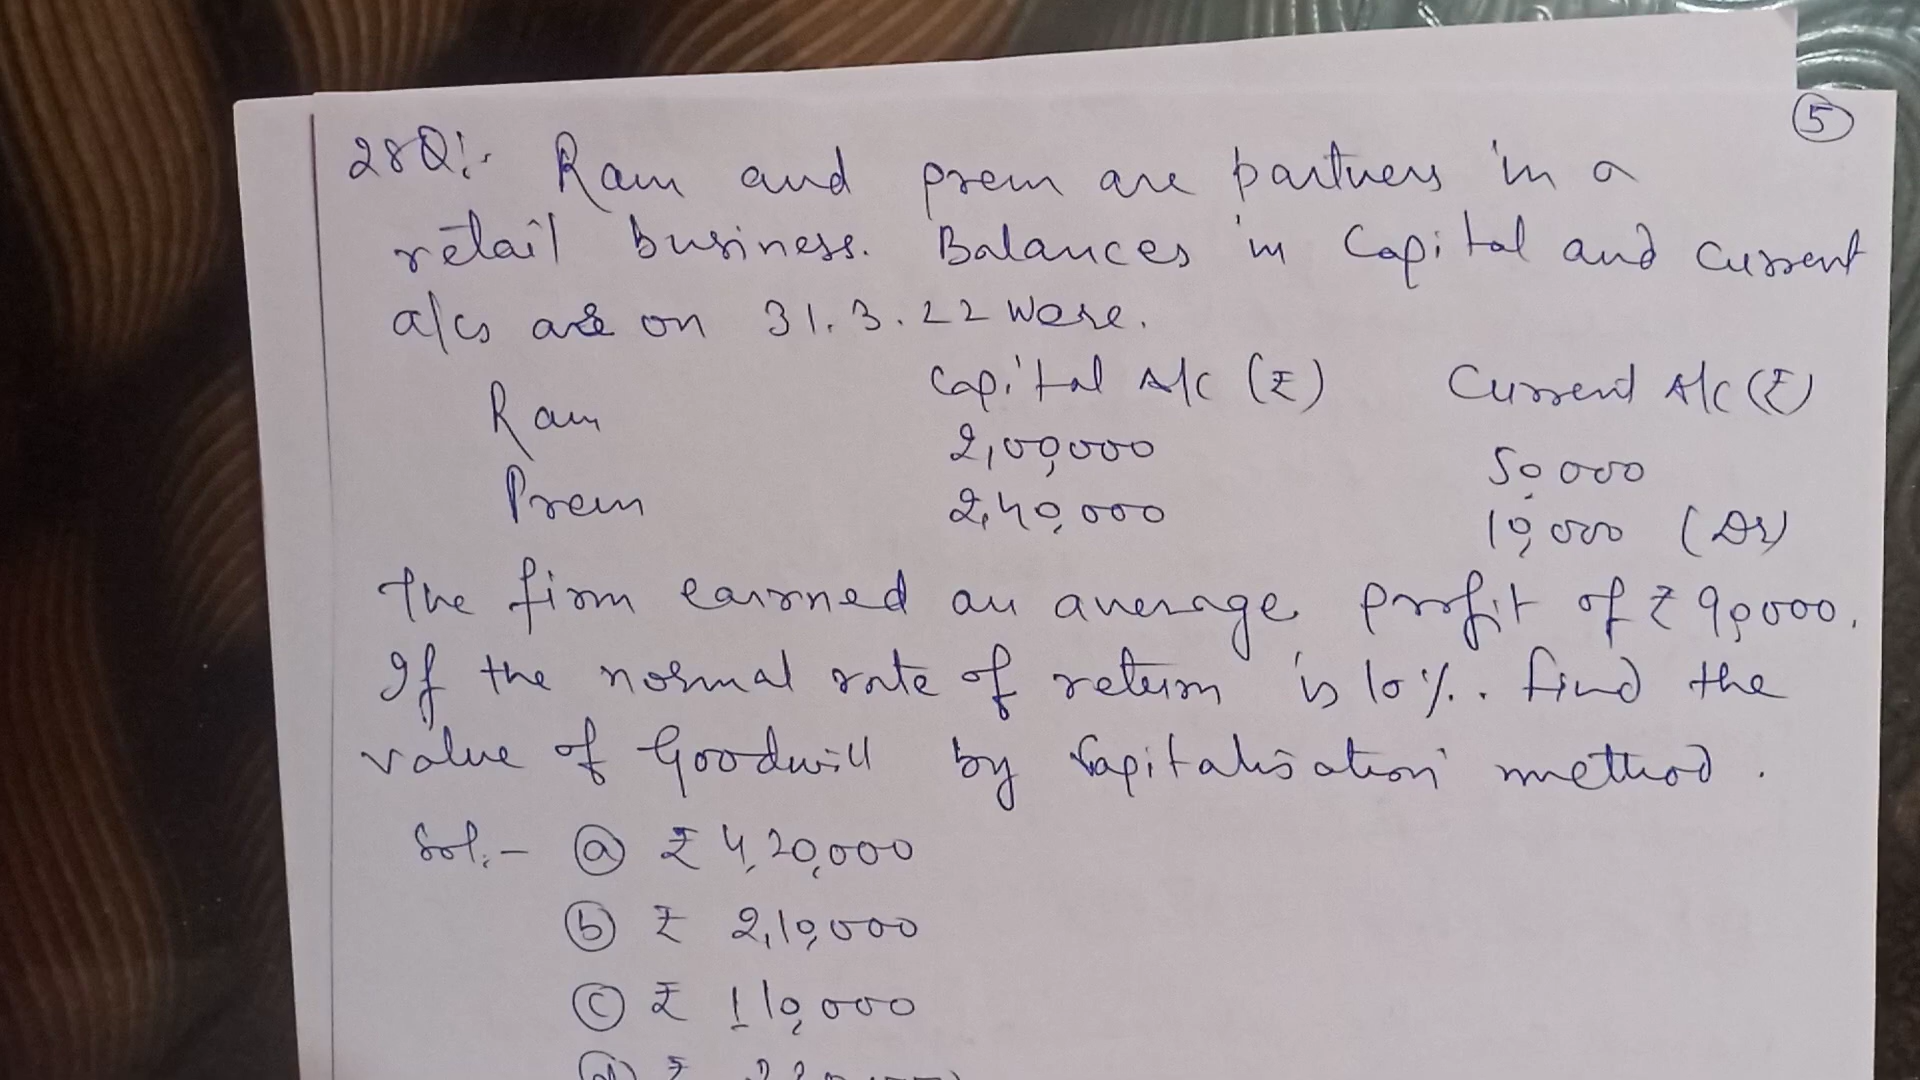 5
28Q:- Ram and prem are partners in a
retail business. Balances in Capital and current
a/cs are on 31.3.22 were.
Capital A/C (₹) Current A/C (₹)
Ram 2,00,000 50,000
Prem 2,40,000 10,000 (Dr)
The firm earned an average profit of ₹ 90,000.
If the normal rate of return is 10%. find the
value of Goodwill by Capitalisation method.
Sol:- (a) ₹ 4,20,000
(b) ₹ 2,10,000
(c) ₹ 110,000
(d) ₹